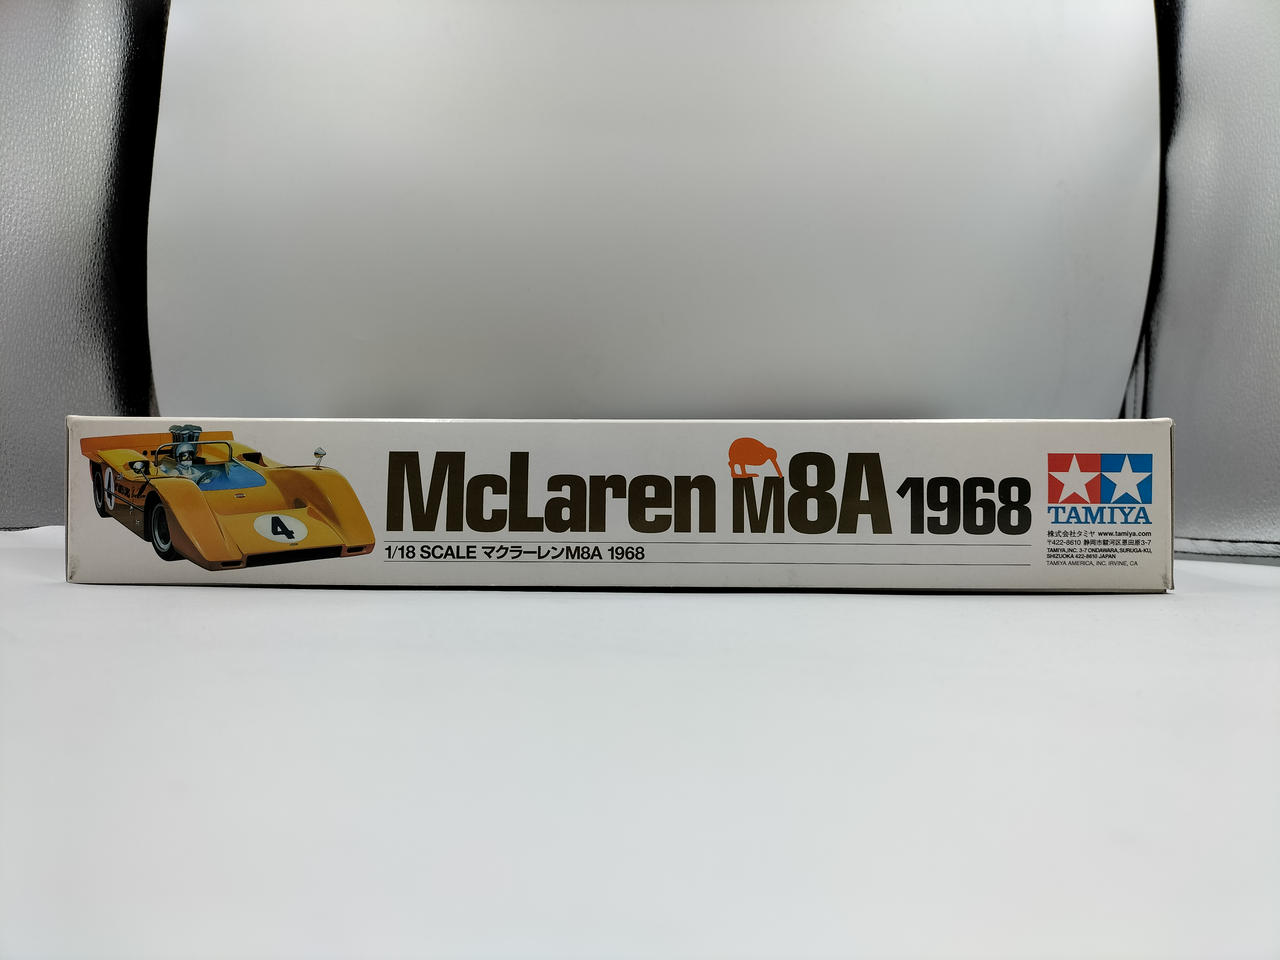 McLaren M8A 1968
1/18 SCALE マクラーレンM8A 1968
4
4
TAMIYA
株式会社タミヤ www.tamiya.com
〒422-8610 静岡市駿河区恩田原3-7
TAMIYA,INC. 3-7 ONDAWARA, SURUGA-KU,
SHIZUOKA 422-8610 JAPAN
TAMIYA AMERICA, INC. IRVINE, CA